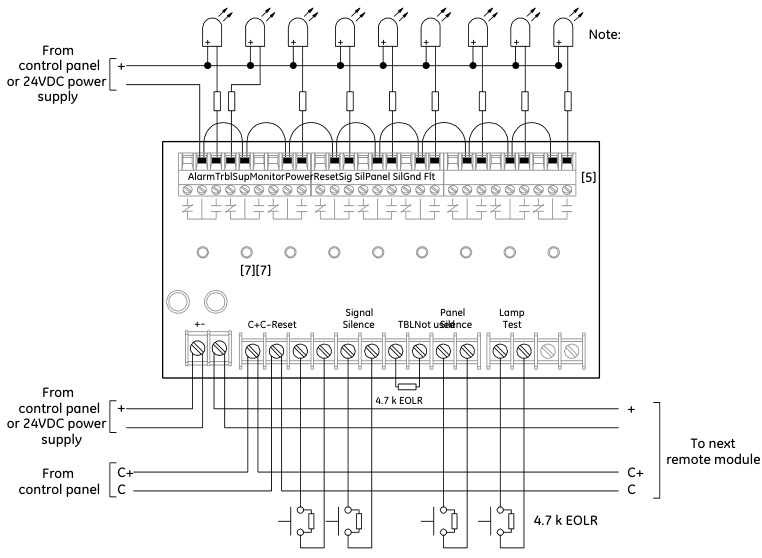 Note:
From
control panel
or 24VDC power
supply
+
+ + + + + + + + +
AlarmTrblSupMonitorPowerResetSig SilPanel SilGnd Flt
[5]
[7][7]
+−
C+C−Reset
Signal
Silence
TBLNot used
Panel
Silence
Lamp
Test
4.7 k EOLR
From
control panel
or 24VDC power
supply
+
+
To next
remote module
From
control panel
C+
C
C+
C
4.7 k EOLR